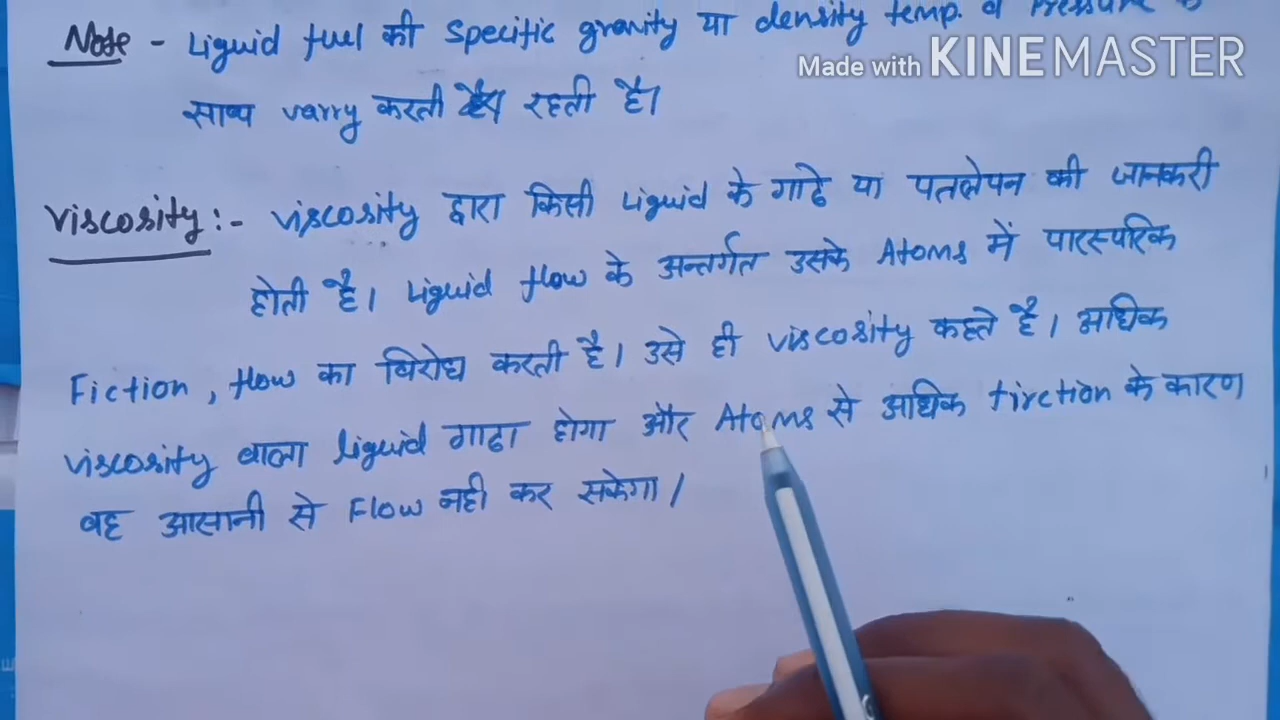 Note - Liquid fuel की specific gravity या density temp. व Pressure के
Made with KINEMASTER
साथ varry करती रहती है।
Viscosity :- Viscosity द्वारा किसी Liquid के गाढे या पतलेपन की जानकरी
होती है। Liquid flow के अन्तर्गत उसके Atoms में पारस्परिक
Fiction, flow का विरोध करती है। उसे ही viscosity कहते है। अधिक
viscosity वाला liquid गाढा होगा और Atoms से अधिक firction के कारण
वह आसानी से Flow नही कर सकेगा।